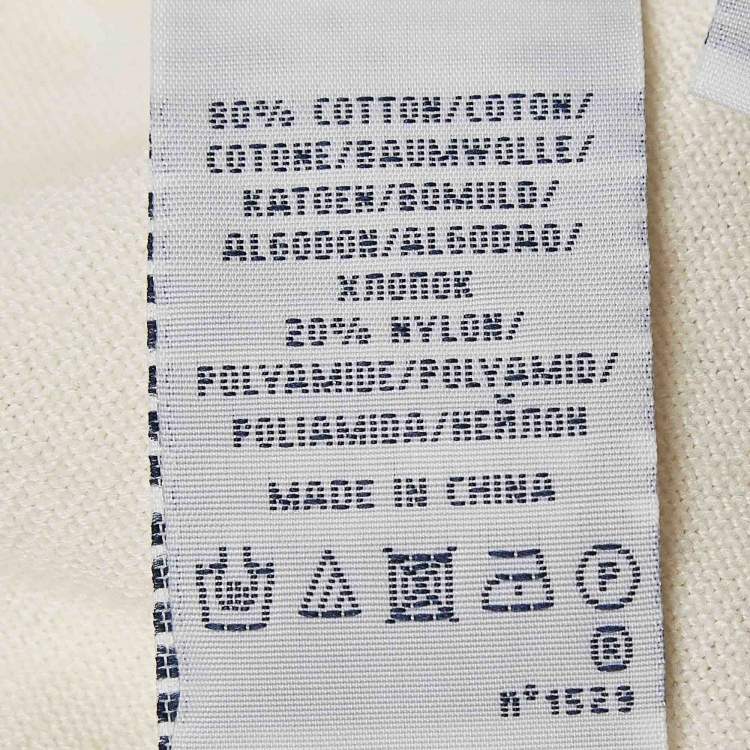 80% COTTON/COTON/
COTONE/BAUMWOLLE/
KATOEN/BOMULD/
ALGODON/ALGODAO/
ХЛОПОК
20% NYLON/
POLYAMIDE/POLYAMID/
POLIAMIDA/НЕЙЛОН
MADE IN CHINA
P
®
N°1529